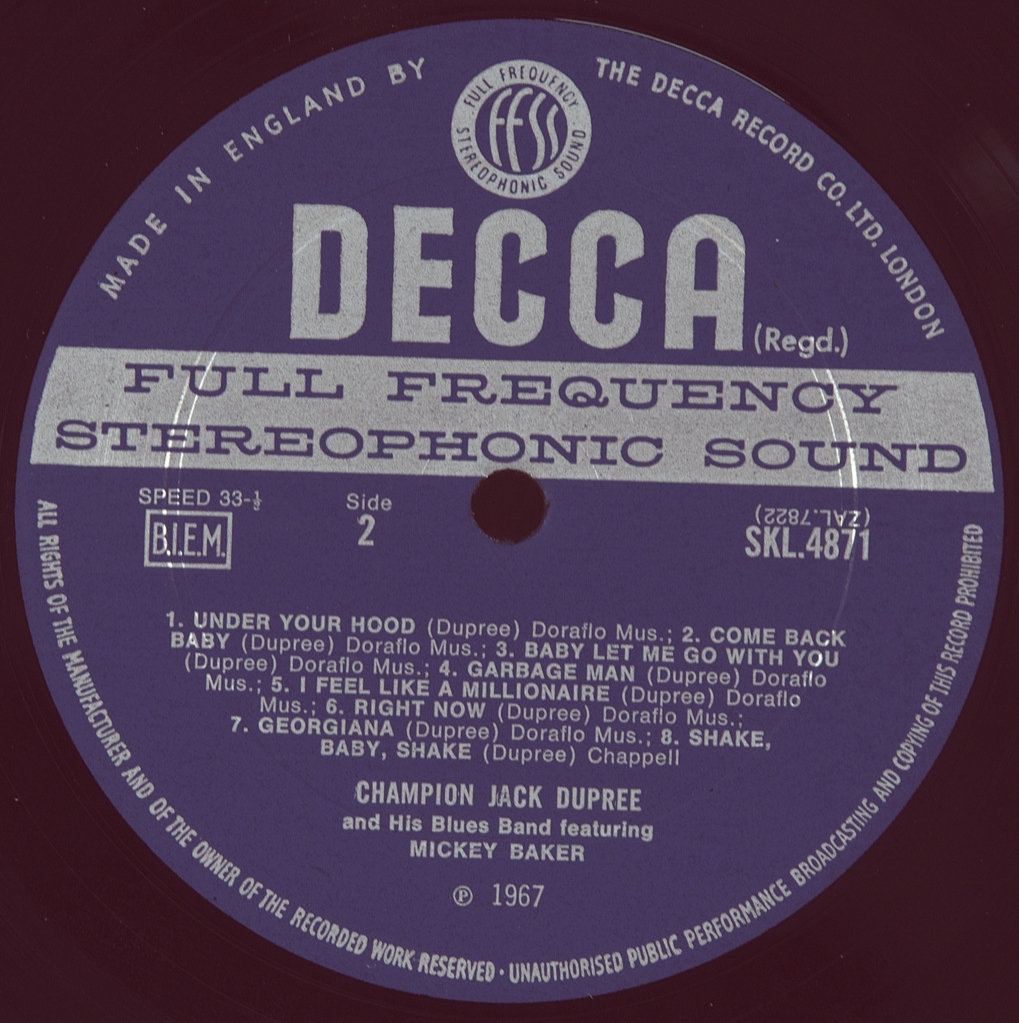 MADE IN ENGLAND BY
THE DECCA RECORD CO. LTD. LONDON
FULL FREQUENCY
FFSS
STEREOPHONIC SOUND
DECCA
(Regd.)
FULL FREQUENCY
STEREOPHONIC SOUND
SPEED 33-⅓
B.I.E.M.
Side
2
(ZAL.7822)
SKL.4871
1. UNDER YOUR HOOD (Dupree) Doraflo Mus.; 2. COME BACK
BABY (Dupree) Doraflo Mus.; 3. BABY LET ME GO WITH YOU
(Dupree) Doraflo Mus.; 4. GARBAGE MAN (Dupree) Doraflo
Mus.; 5. I FEEL LIKE A MILLIONAIRE (Dupree) Doraflo
Mus.; 6. RIGHT NOW (Dupree) Doraflo Mus.;
7. GEORGIANA (Dupree) Doraflo Mus.; 8. SHAKE,
BABY, SHAKE (Dupree) Chappell
CHAMPION JACK DUPREE
and His Blues Band featuring
MICKEY BAKER
℗ 1967
ALL RIGHTS OF THE MANUFACTURER AND OF THE OWNER OF THE RECORDED WORK RESERVED · UNAUTHORISED PUBLIC PERFORMANCE BROADCASTING AND COPYING OF THIS RECORD PROHIBITED